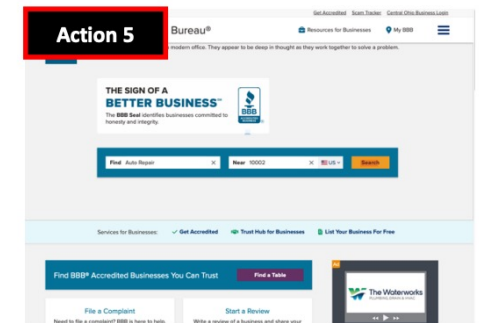 Get Accredited Scam Tracker Central Ohio Business Login
Action 5
Bureau®
Resources for Businesses
My BBB
modern office. They appear to be deep in thought as they work together to solve a problem.
THE SIGN OF A
BETTER BUSINESS
The BBB Seal identifies businesses committed to
honesty and integrity.
BBB
Find Auto Repair X
Near 10002 X US
Search
Services for Businesses: Get Accredited Trust Hub for Businesses List Your Business For Free
Find BBB® Accredited Businesses You Can Trust
Find a Table
The Waterworks
File a Complaint
Need to file a complaint? BBB is here to help.
Start a Review
Write a review of a business and share your